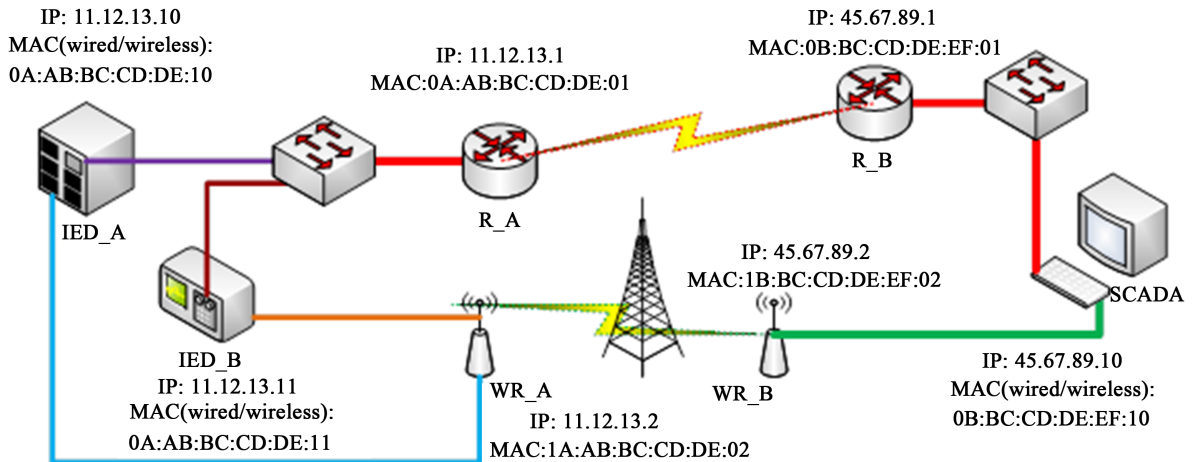 IP: 11.12.13.10
MAC(wired/wireless):
0A:AB:BC:CD:DE:10
IED_A
IP: 11.12.13.1
MAC:0A:AB:BC:CD:DE:01
R_A
IP: 45.67.89.1
MAC:0B:BC:CD:DE:EF:01
R_B
IED_B
IP: 11.12.13.11
MAC(wired/wireless):
0A:AB:BC:CD:DE:11
WR_A
IP: 11.12.13.2
MAC:1A:AB:BC:CD:DE:02
IP: 45.67.89.2
MAC:1B:BC:CD:DE:EF:02
WR_B
SCADA
IP: 45.67.89.10
MAC(wired/wireless):
0B:BC:CD:DE:EF:10